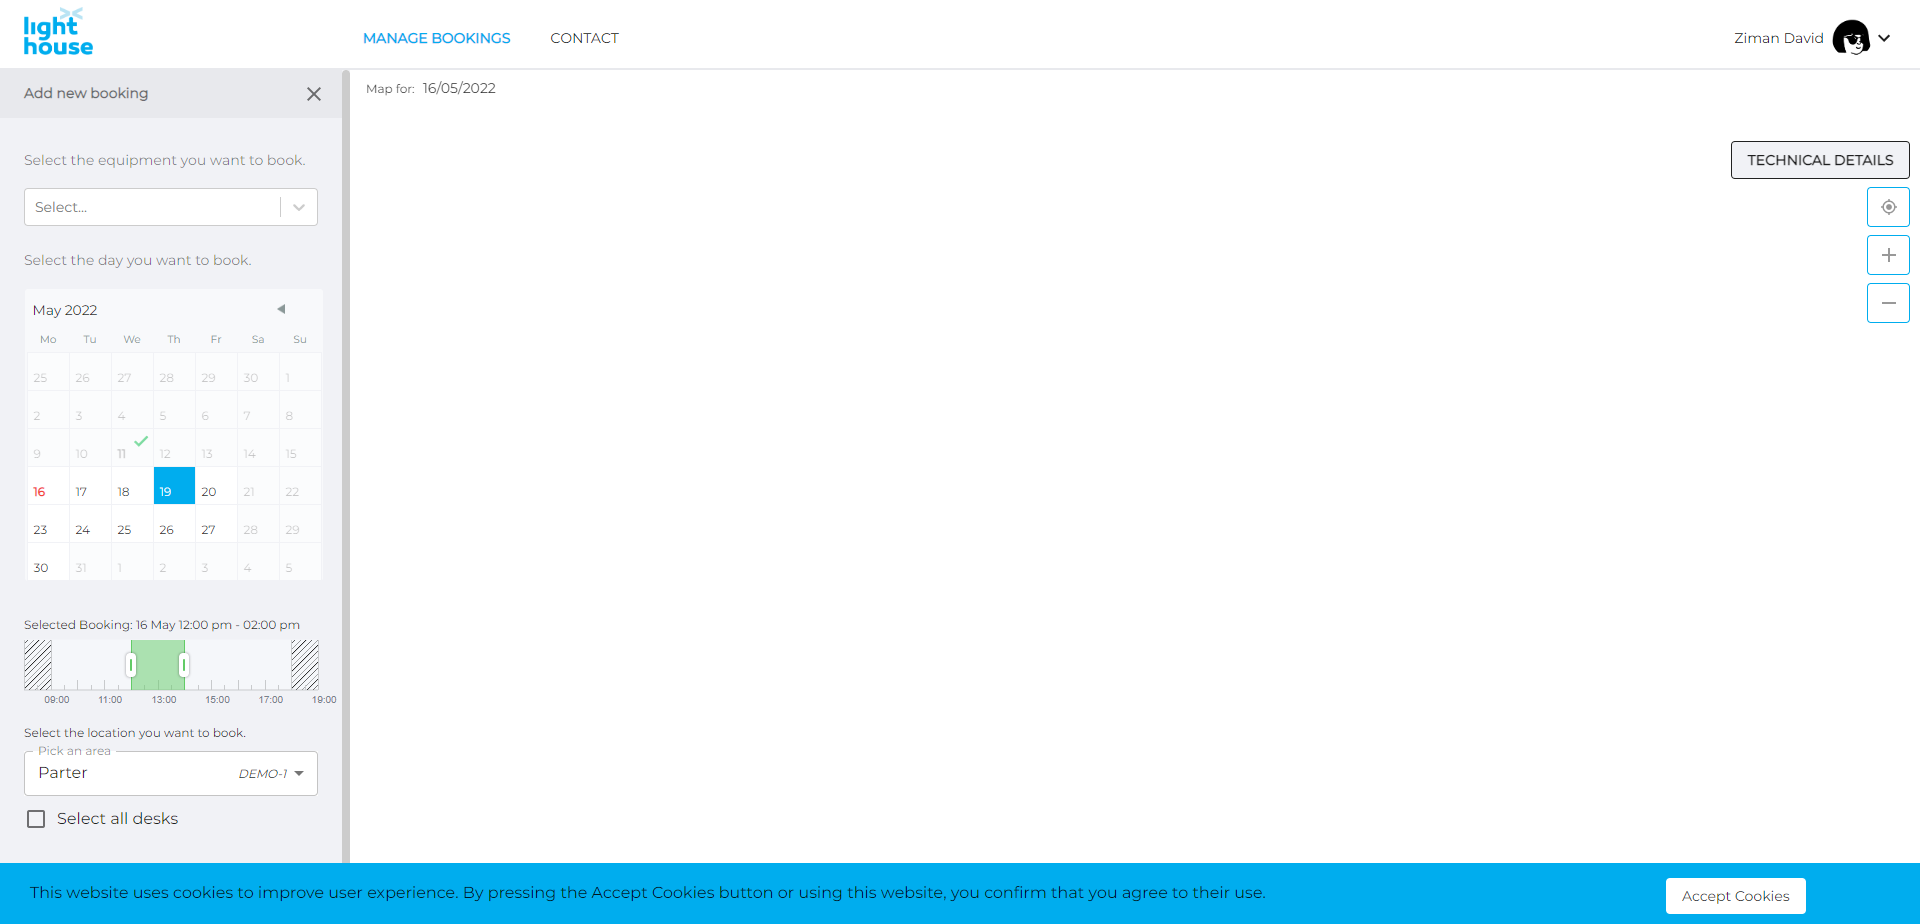 light
house
MANAGE BOOKINGS
CONTACT
Ziman David
Add new booking
Map for: 16/05/2022
Select the equipment you want to book.
TECHNICAL DETAILS
Select...
Select the day you want to book.
May 2022
Mo Tu We Th Fr Sa Su
25 26 27 28 29 30 1
2 3 4 5 6 7 8
9 10 11 12 13 14 15
16 17 18 19 20 21 22
23 24 25 26 27 28 29
30 31 1 2 3 4 5
Selected Booking: 16 May 12:00 pm - 02:00 pm
09:00 11:00 13:00 15:00 17:00 19:00
Select the location you want to book.
Pick an area
Parter DEMO-1
Select all desks
This website uses cookies to improve user experience. By pressing the Accept Cookies button or using this website, you confirm that you agree to their use.
Accept Cookies